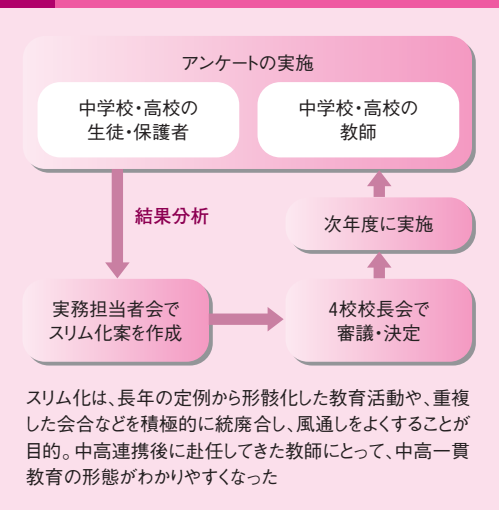 アンケートの実施
中学校・高校の
生徒・保護者
中学校・高校の
教師
結果分析
次年度に実施
実務担当者会で
スリム化案を作成
4校校長会で
審議・決定
スリム化は、長年の定例から形骸化した教育活動や、重複
した会合などを積極的に統廃合し、風通しをよくすることが
目的。中高連携後に赴任してきた教師にとって、中高一貫
教育の形態がわかりやすくなった